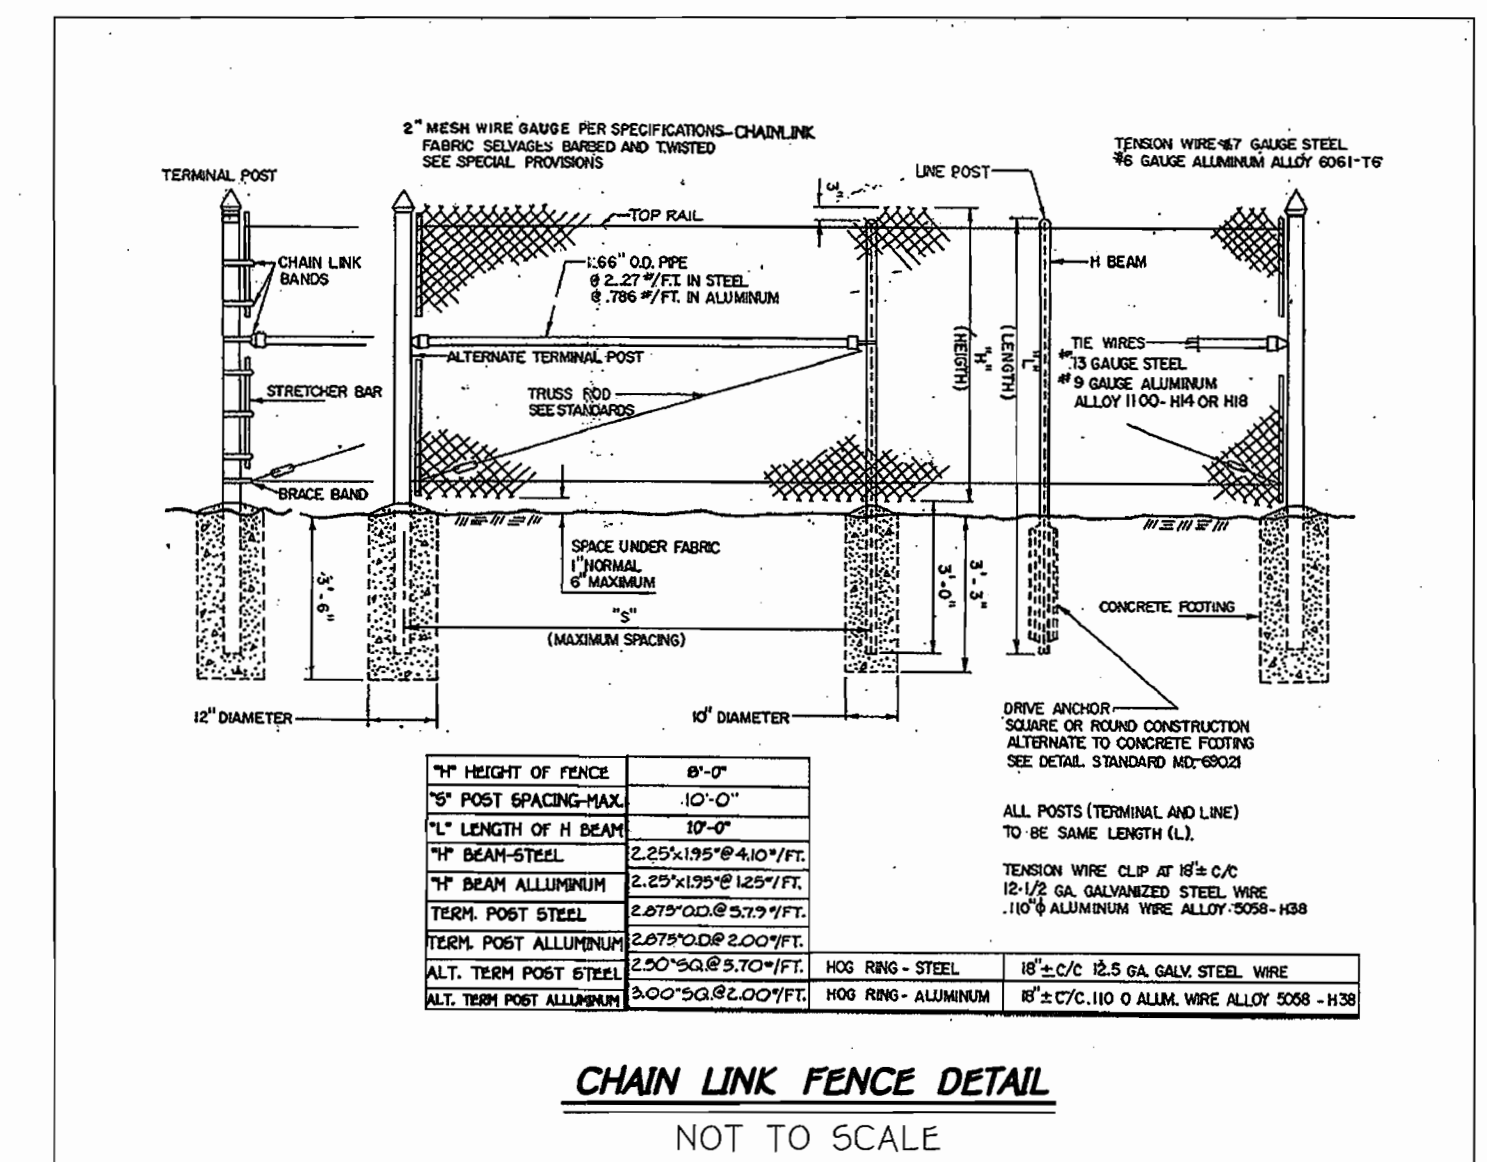 2" MESH WIRE GAUGE PER SPECIFICATIONS-CHAINLINK
FABRIC SELVAGES BARBED AND TWISTED
SEE SPECIAL PROVISIONS
TENSION WIRE #7 GAUGE STEEL
#6 GAUGE ALUMINUM ALLOY 6061-T6
TERMINAL POST
LINE POST
3"
TOP RAIL
CHAIN LINK
BANDS
1.66" O.D. PIPE
@ 2.27 #/FT. IN STEEL
@ .786 #/FT. IN ALUMINUM
H BEAM
"H"
(HEIGTH)
"L"
(LENGTH)
ALTERNATE TERMINAL POST
TIE WIRES
#13 GAUGE STEEL
#9 GAUGE ALUMINUM
ALLOY 1100-H14 OR H18
STRETCHER BAR
TRUSS ROD
SEE STANDARDS
BRACE BAND
SPACE UNDER FABRIC
1" NORMAL
6" MAXIMUM
3'-6"
3'-0"
3'-3"
"S"
(MAXIMUM SPACING)
CONCRETE FOOTING
12" DIAMETER
10" DIAMETER
DRIVE ANCHOR
SQUARE OR ROUND CONSTRUCTION
ALTERNATE TO CONCRETE FOOTING
SEE DETAIL STANDARD MD-69021
ALL POSTS (TERMINAL AND LINE)
TO BE SAME LENGTH (L).
TENSION WIRE CLIP AT 18"± C/C
12-1/2 GA. GALVANIZED STEEL WIRE
.110"ϕ ALUMINUM WIRE ALLOY 5058-H38
"H" HEIGHT OF FENCE 8'-0"
"S" POST SPACING-MAX. 10'-0"
"L" LENGTH OF H BEAM 10'-0"
"H" BEAM-STEEL 2.25"x1.95"@4.10#/FT.
"H" BEAM ALLUMINUM 2.25"x1.95"@1.25#/FT.
TERM. POST STEEL 2.875"O.D.@5.79#/FT.
TERM. POST ALLUMINUM 2.875"O.D.@2.00#/FT.
ALT. TERM POST STEEL 2.50"SQ.@5.70#/FT. HOG RING - STEEL 18"± C/C 12.5 GA. GALV. STEEL WIRE
ALT. TERM POST ALLUMINUM 3.00"SQ.@2.00#/FT. HOG RING - ALUMINUM 18"± C/C .110 O ALUM. WIRE ALLOY 5058 - H38
CHAIN LINK FENCE DETAIL
NOT TO SCALE